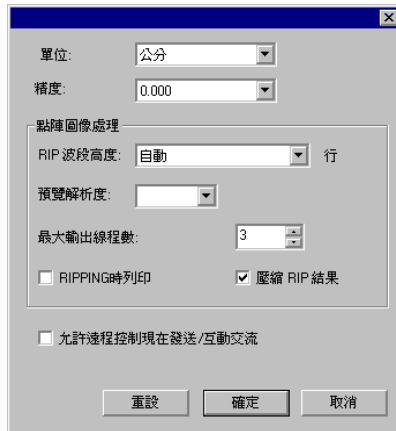 單位: 公分
精度: 0.000
點陣圖像處理
RIP 波段高度: 自動 行
預覽解析度:
最大輸出線程數: 3
RIPPING時列印 壓縮 RIP 結果
允許遠程控制現在發送/互動交流
重設 確定 取消